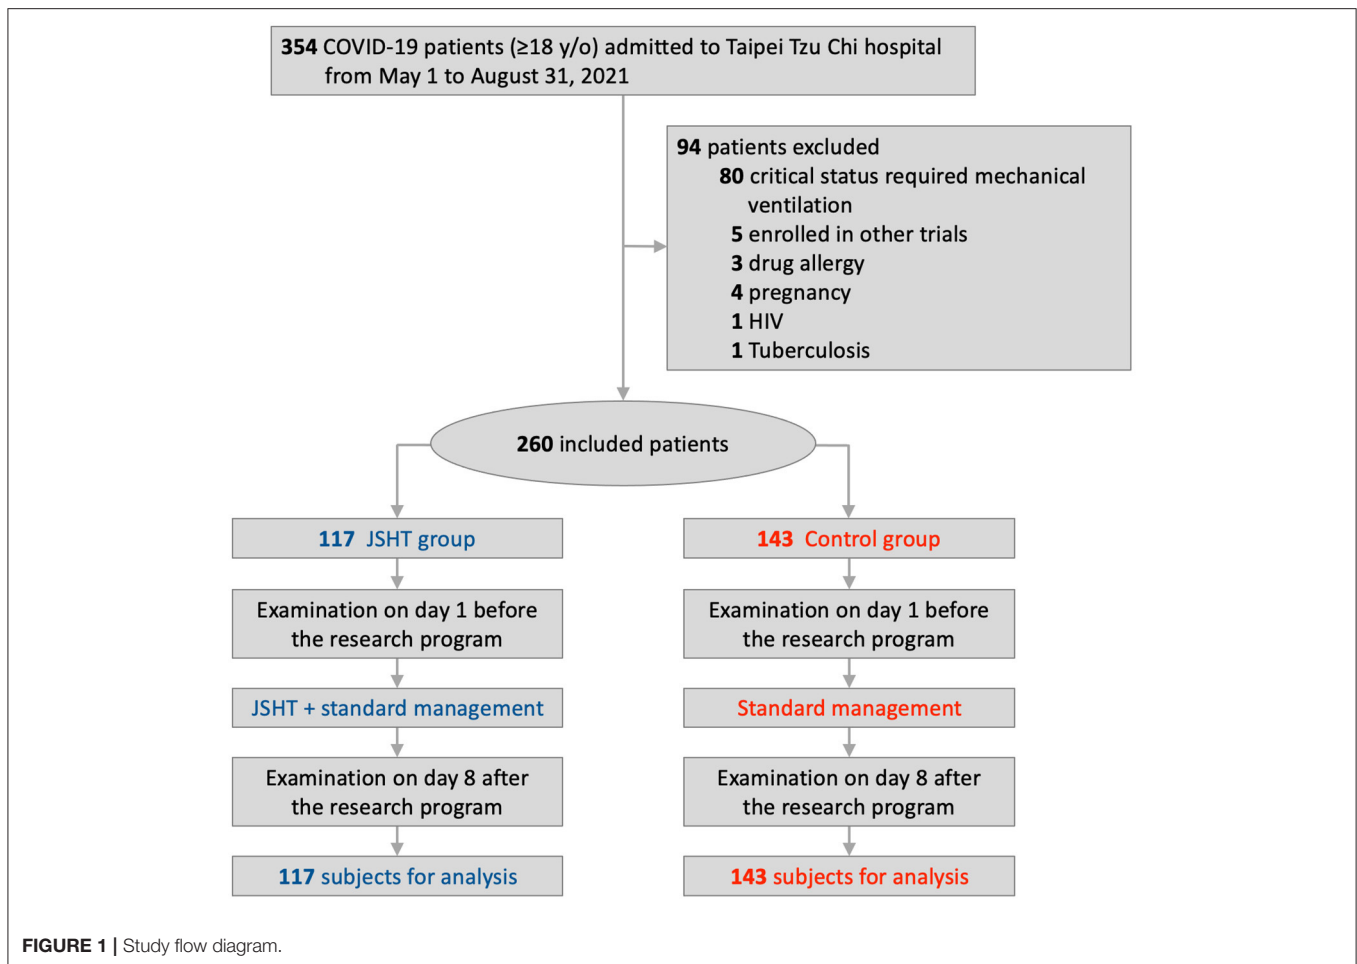 354 COVID-19 patients (≥18 y/o) admitted to Taipei Tzu Chi hospital
from May 1 to August 31, 2021
94 patients excluded
80 critical status required mechanical
ventilation
5 enrolled in other trials
3 drug allergy
4 pregnancy
1 HIV
1 Tuberculosis
260 included patients
117 JSHT group
Examination on day 1 before
the research program
JSHT + standard management
Examination on day 8 after
the research program
117 subjects for analysis
143 Control group
Examination on day 1 before
the research program
Standard management
Examination on day 8 after
the research program
143 subjects for analysis
FIGURE 1 | Study flow diagram.